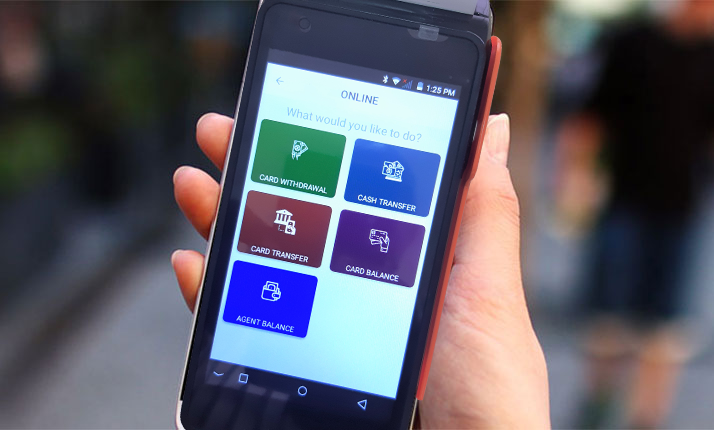 1:25 PM
ONLINE
What would you like to do?
CARD WITHDRAWAL
CASH TRANSFER
CARD TRANSFER
CARD BALANCE
AGENT BALANCE